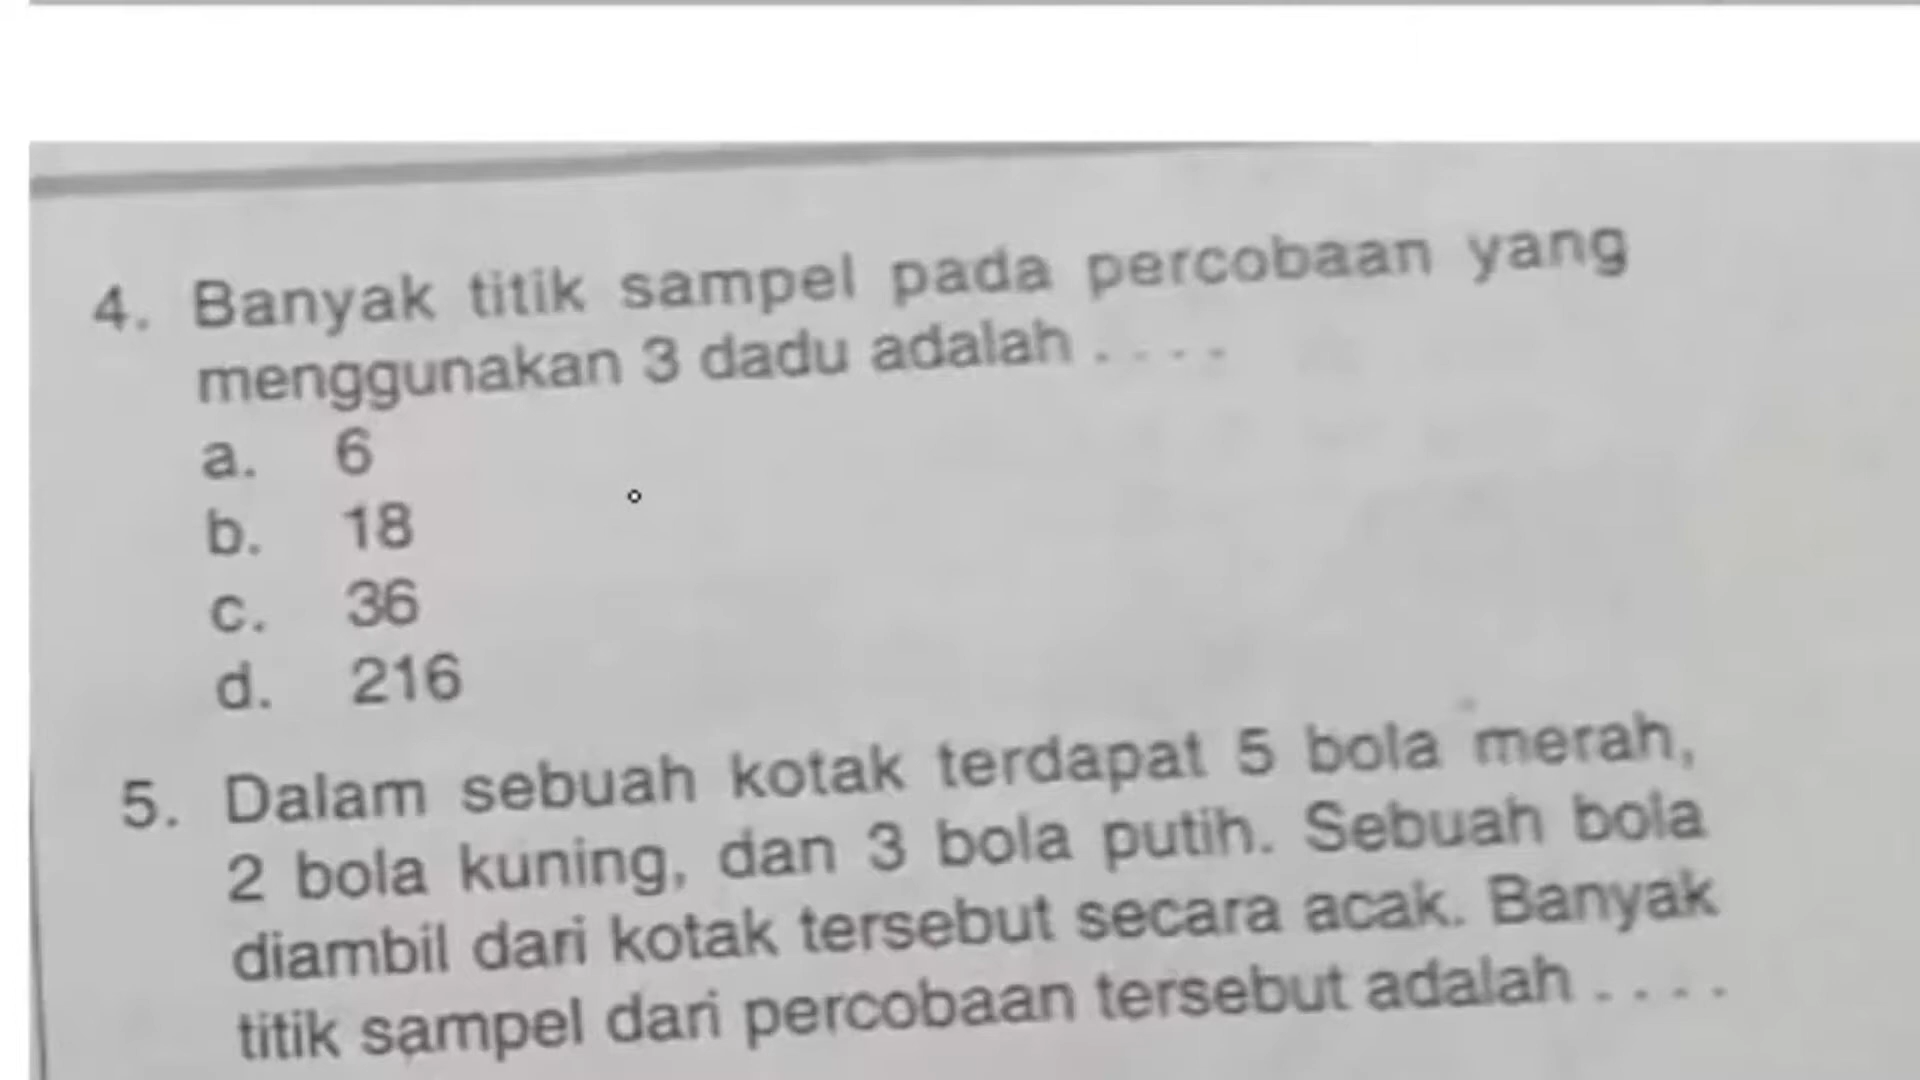 4. Banyak titik sampel pada percobaan yang
menggunakan 3 dadu adalah . . . .
a. 6
b. 18
c. 36
d. 216
5. Dalam sebuah kotak terdapat 5 bola merah,
2 bola kuning, dan 3 bola putih. Sebuah bola
diambil dari kotak tersebut secara acak. Banyak
titik sampel dari percobaan tersebut adalah . . . .